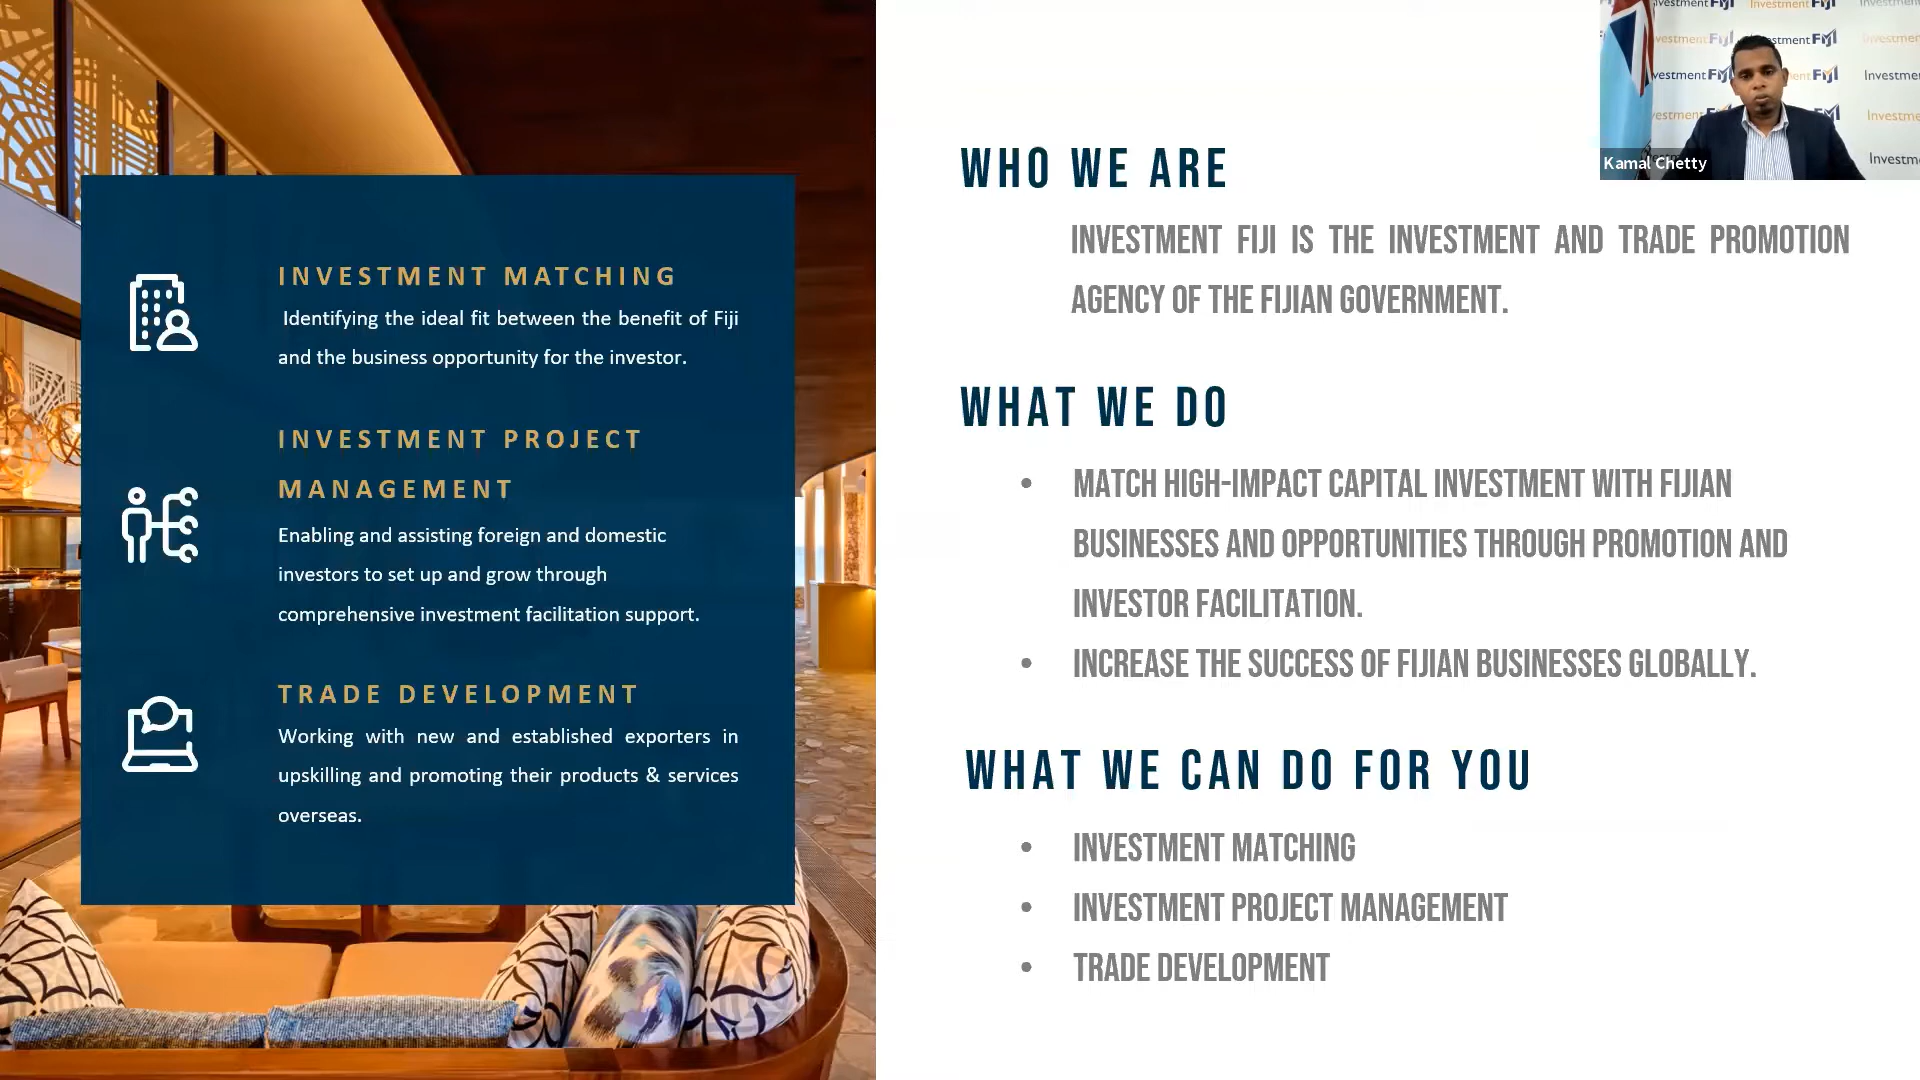 INVESTMENT MATCHING
Identifying the ideal fit between the benefit of Fiji
and the business opportunity for the investor.
INVESTMENT PROJECT
MANAGEMENT
Enabling and assisting foreign and domestic
investors to set up and grow through
comprehensive investment facilitation support.
TRADE DEVELOPMENT
Working with new and established exporters in
upskilling and promoting their products & services
overseas.
WHO WE ARE
INVESTMENT FIJI IS THE INVESTMENT AND TRADE PROMOTION
AGENCY OF THE FIJIAN GOVERNMENT.
WHAT WE DO
• MATCH HIGH-IMPACT CAPITAL INVESTMENT WITH FIJIAN
BUSINESSES AND OPPORTUNITIES THROUGH PROMOTION AND
INVESTOR FACILITATION.
• INCREASE THE SUCCESS OF FIJIAN BUSINESSES GLOBALLY.
WHAT WE CAN DO FOR YOU
• INVESTMENT MATCHING
• INVESTMENT PROJECT MANAGEMENT
• TRADE DEVELOPMENT
Investment FIJI
Kamal Chetty